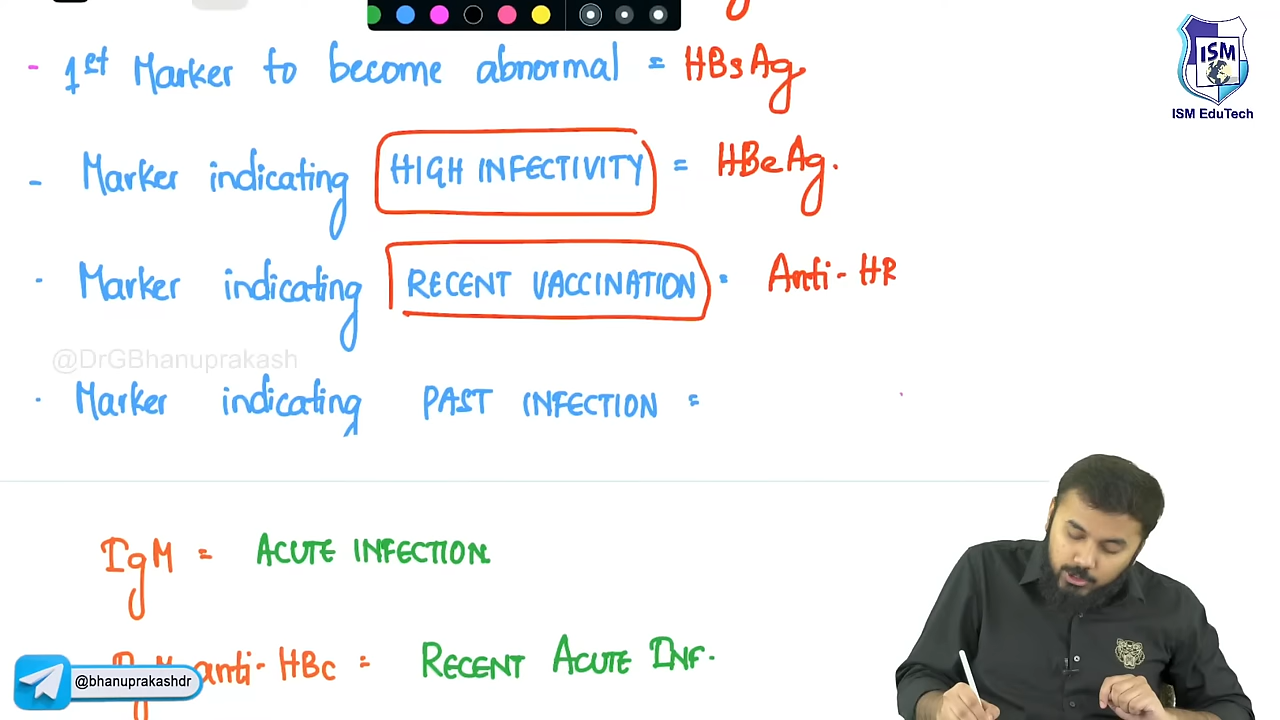 ISM
ISM EduTech
- 1st Marker to become abnormal = HBsAg
- Marker indicating HIGH INFECTIVITY = HBeAg.
· Marker indicating RECENT VACCINATION = Anti-HR
@DrGBhanuprakash
· Marker indicating PAST INFECTION =
IgM = ACUTE INFECTION
anti-HBc = RECENT ACUTE INF.
@bhanuprakashdr